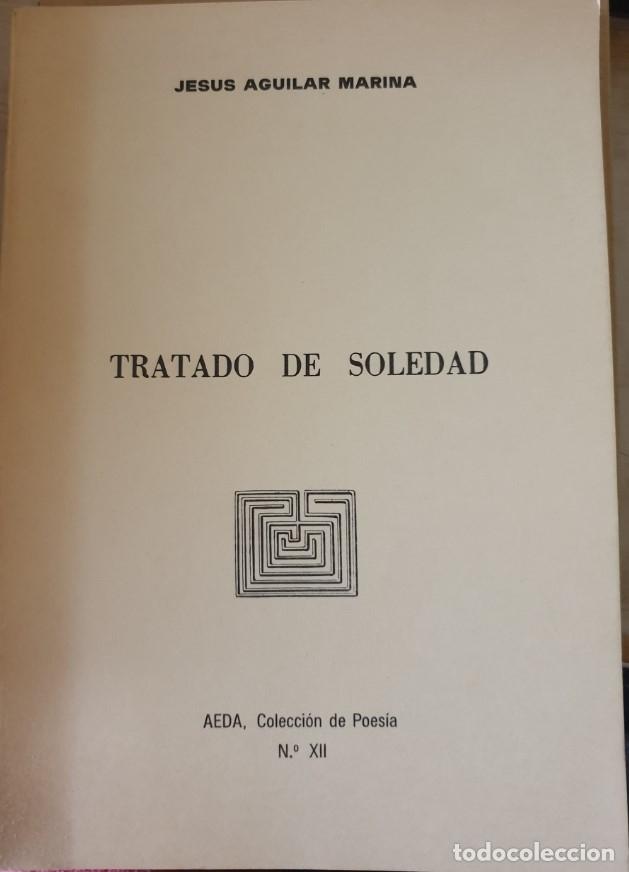 JESUS AGUILAR MARINA
TRATADO DE SOLEDAD
AEDA, Colección de Poesía
N.º XII
todocoleccion